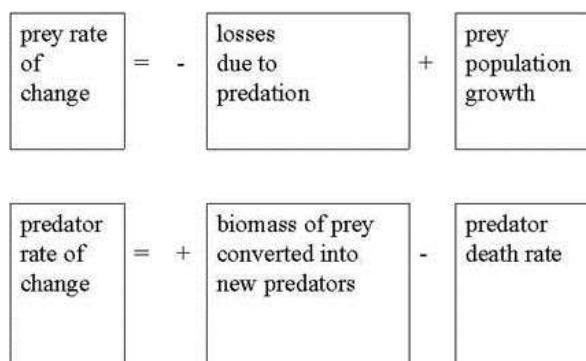 prey rate of change = - losses due to predation + prey population growth
predator rate of change = + biomass of prey converted into new predators - predator death rate